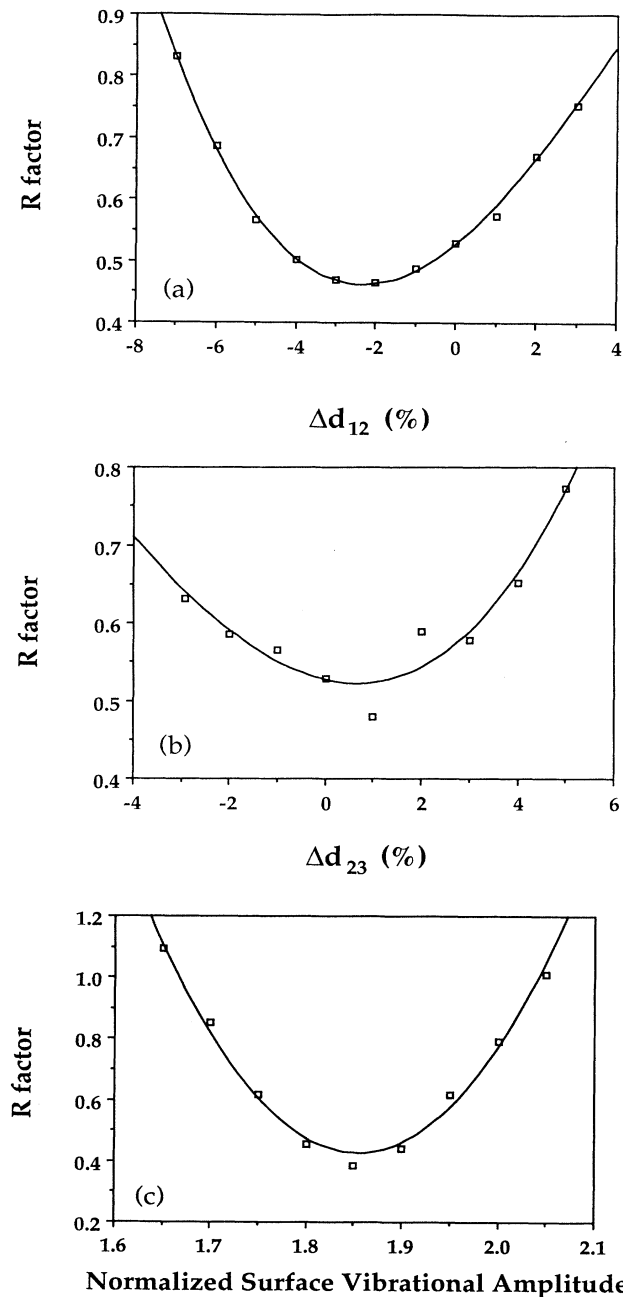 0.9
0.8
0.7
0.6
0.5
0.4
R factor
(a)
-8 -6 -4 -2 0 2 4
Δd12 (%)
0.8
0.7
0.6
0.5
0.4
R factor
(b)
-4 -2 0 2 4 6
Δd23 (%)
1.2
1.0
0.8
0.6
0.4
0.2
R factor
(c)
1.6 1.7 1.8 1.9 2.0 2.1
Normalized Surface Vibrational Amplitude